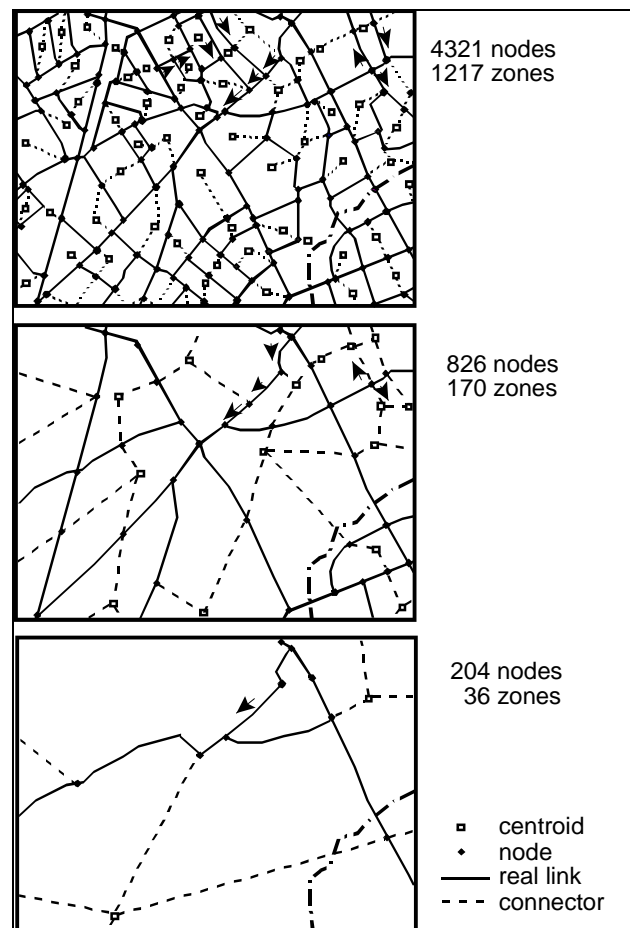 4321 nodes
1217 zones
826 nodes
170 zones
204 nodes
36 zones
centroid
node
real link
connector